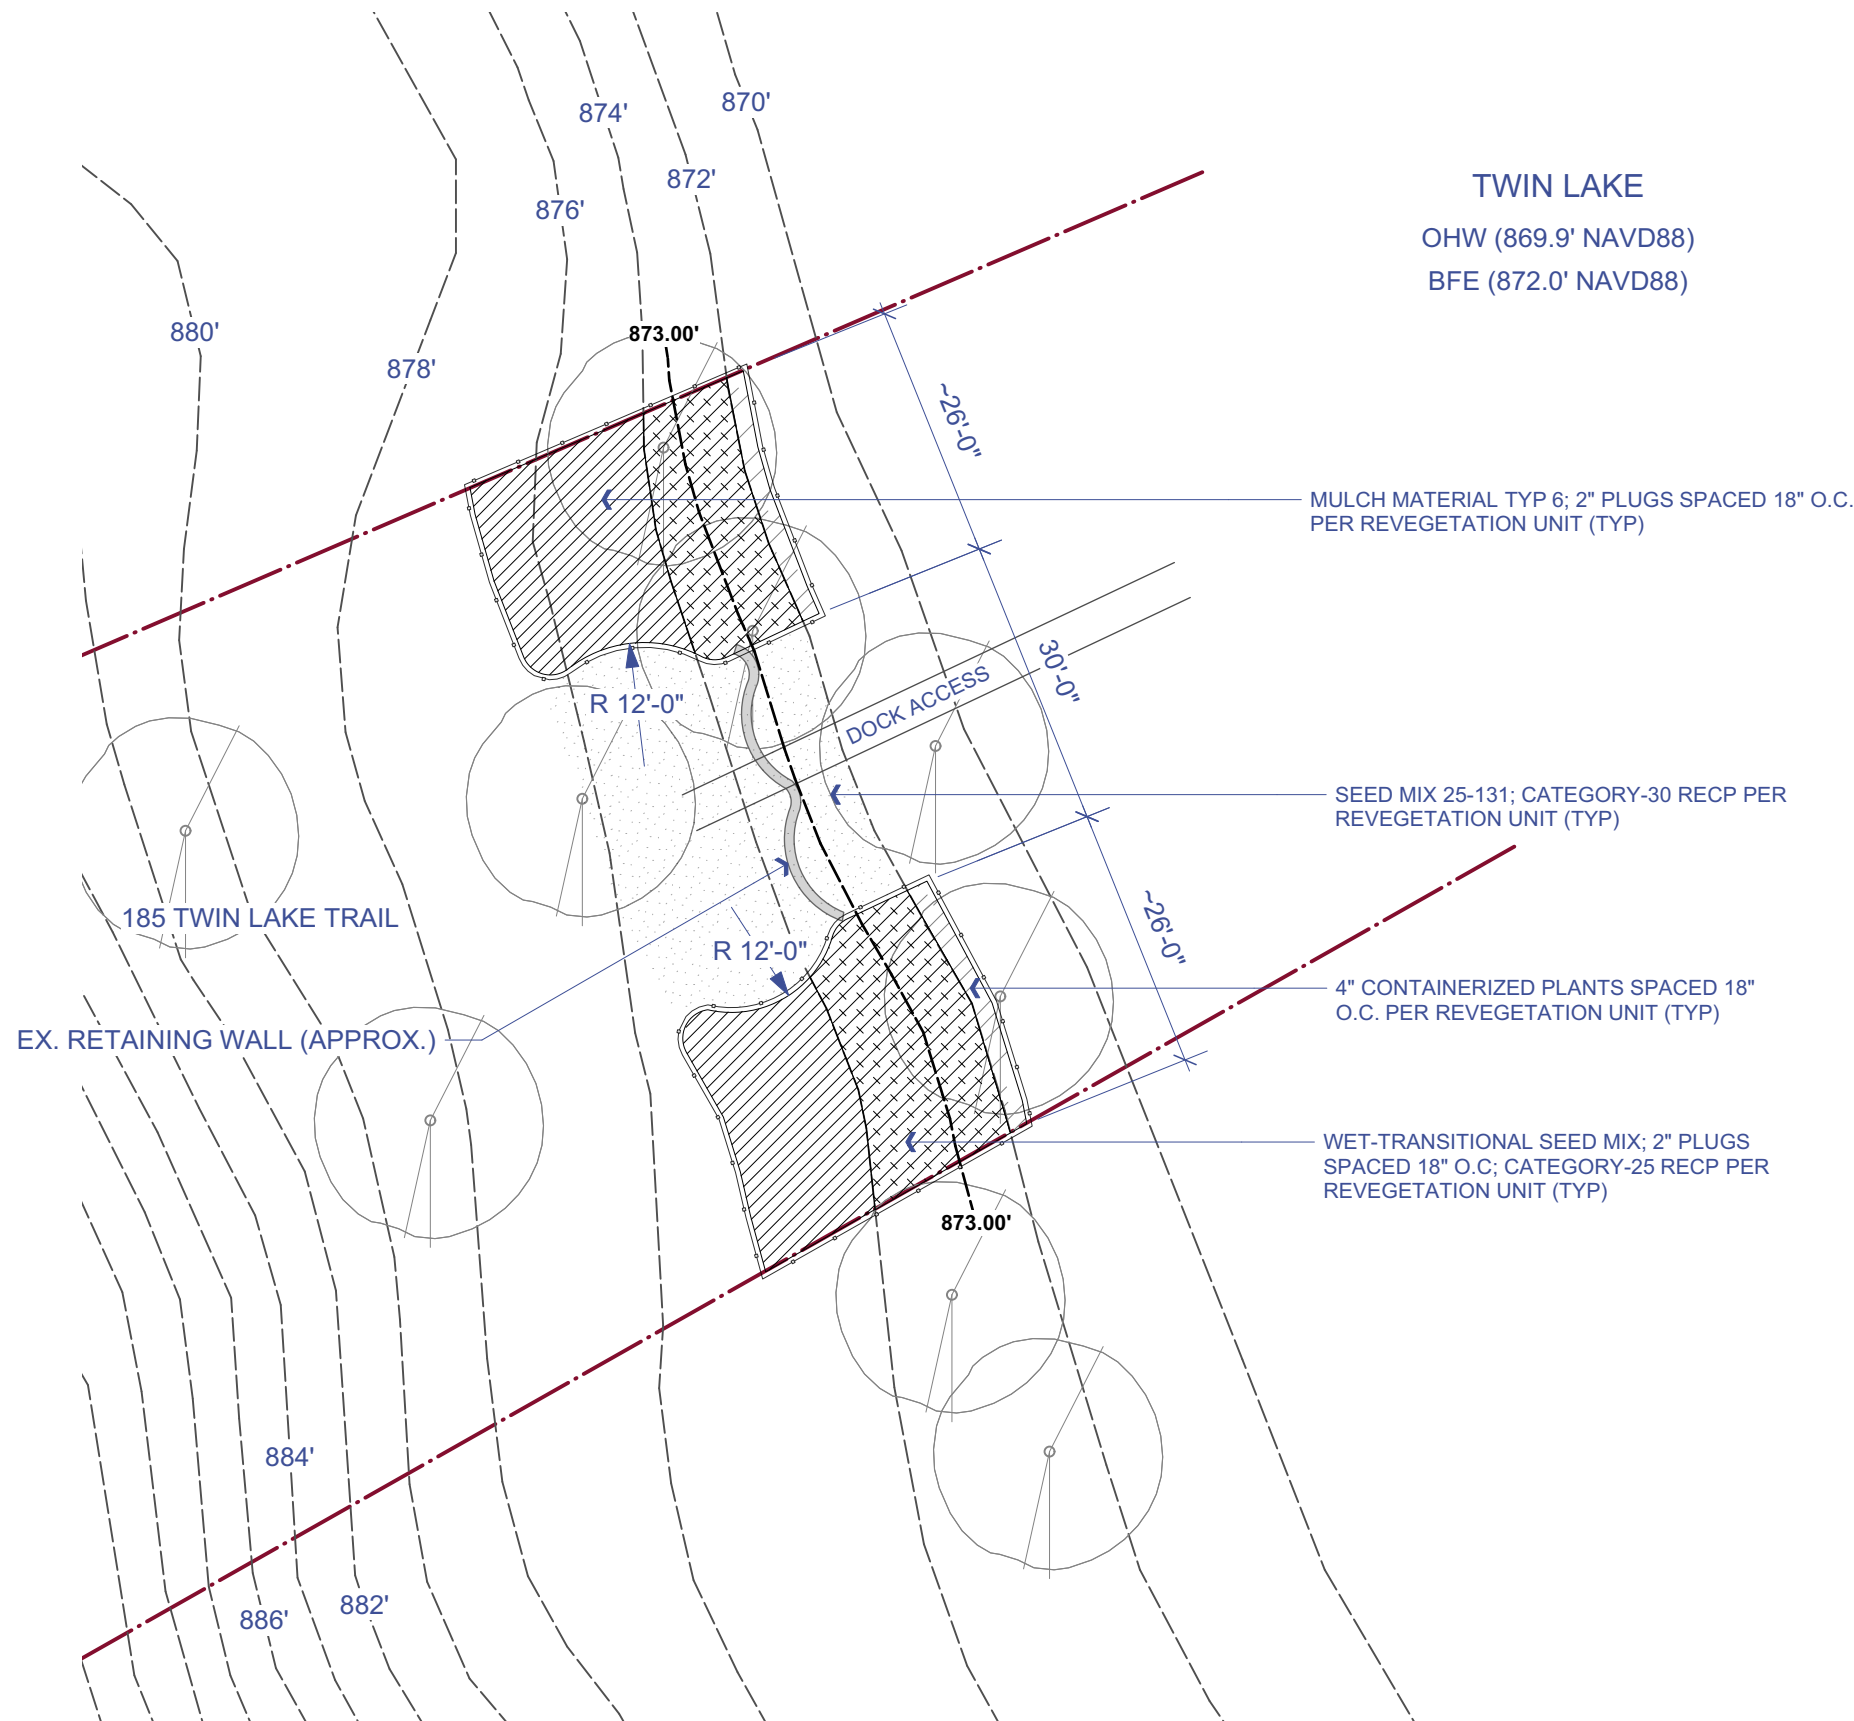 870'
874'
872'
TWIN LAKE
876'
OHW (869.9' NAVD88)
BFE (872.0' NAVD88)
880'
873.00'
878'
~26'-0"
MULCH MATERIAL TYP 6; 2" PLUGS SPACED 18" O.C.
PER REVEGETATION UNIT (TYP)
30'-0"
R 12'-0"
DOCK ACCESS
SEED MIX 25-131; CATEGORY-30 RECP PER
REVEGETATION UNIT (TYP)
185 TWIN LAKE TRAIL
~26'-0"
R 12'-0"
4" CONTAINERIZED PLANTS SPACED 18"
O.C. PER REVEGETATION UNIT (TYP)
EX. RETAINING WALL (APPROX.)
WET-TRANSITIONAL SEED MIX; 2" PLUGS
SPACED 18" O.C; CATEGORY-25 RECP PER
REVEGETATION UNIT (TYP)
873.00'
884'
882'
886'